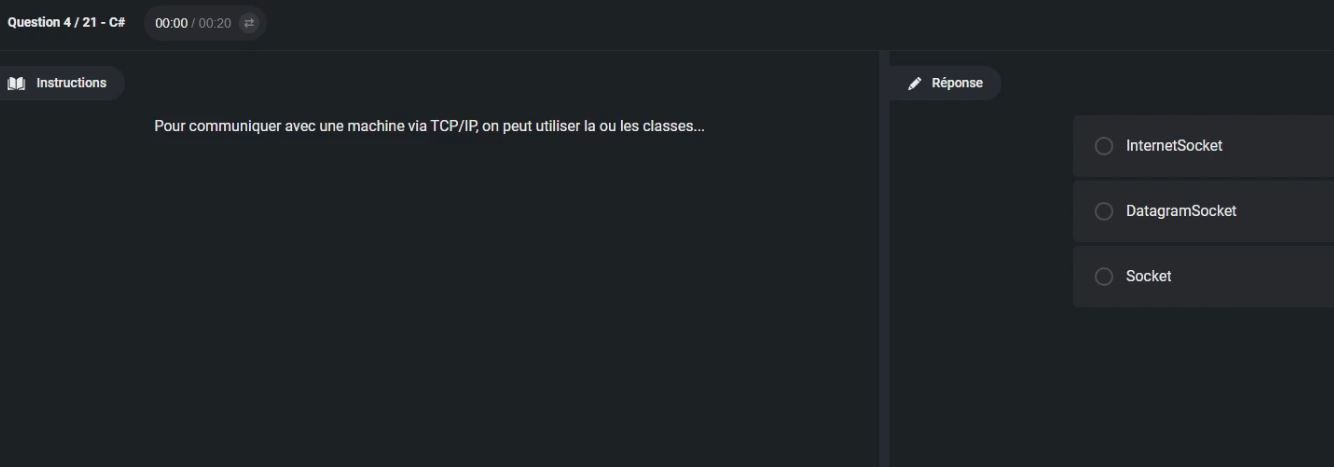 Question 4 / 21 - C#
00:00 / 00:20
Instructions
Réponse
Pour communiquer avec une machine via TCP/IP, on peut utiliser la ou les classes...
InternetSocket
DatagramSocket
Socket